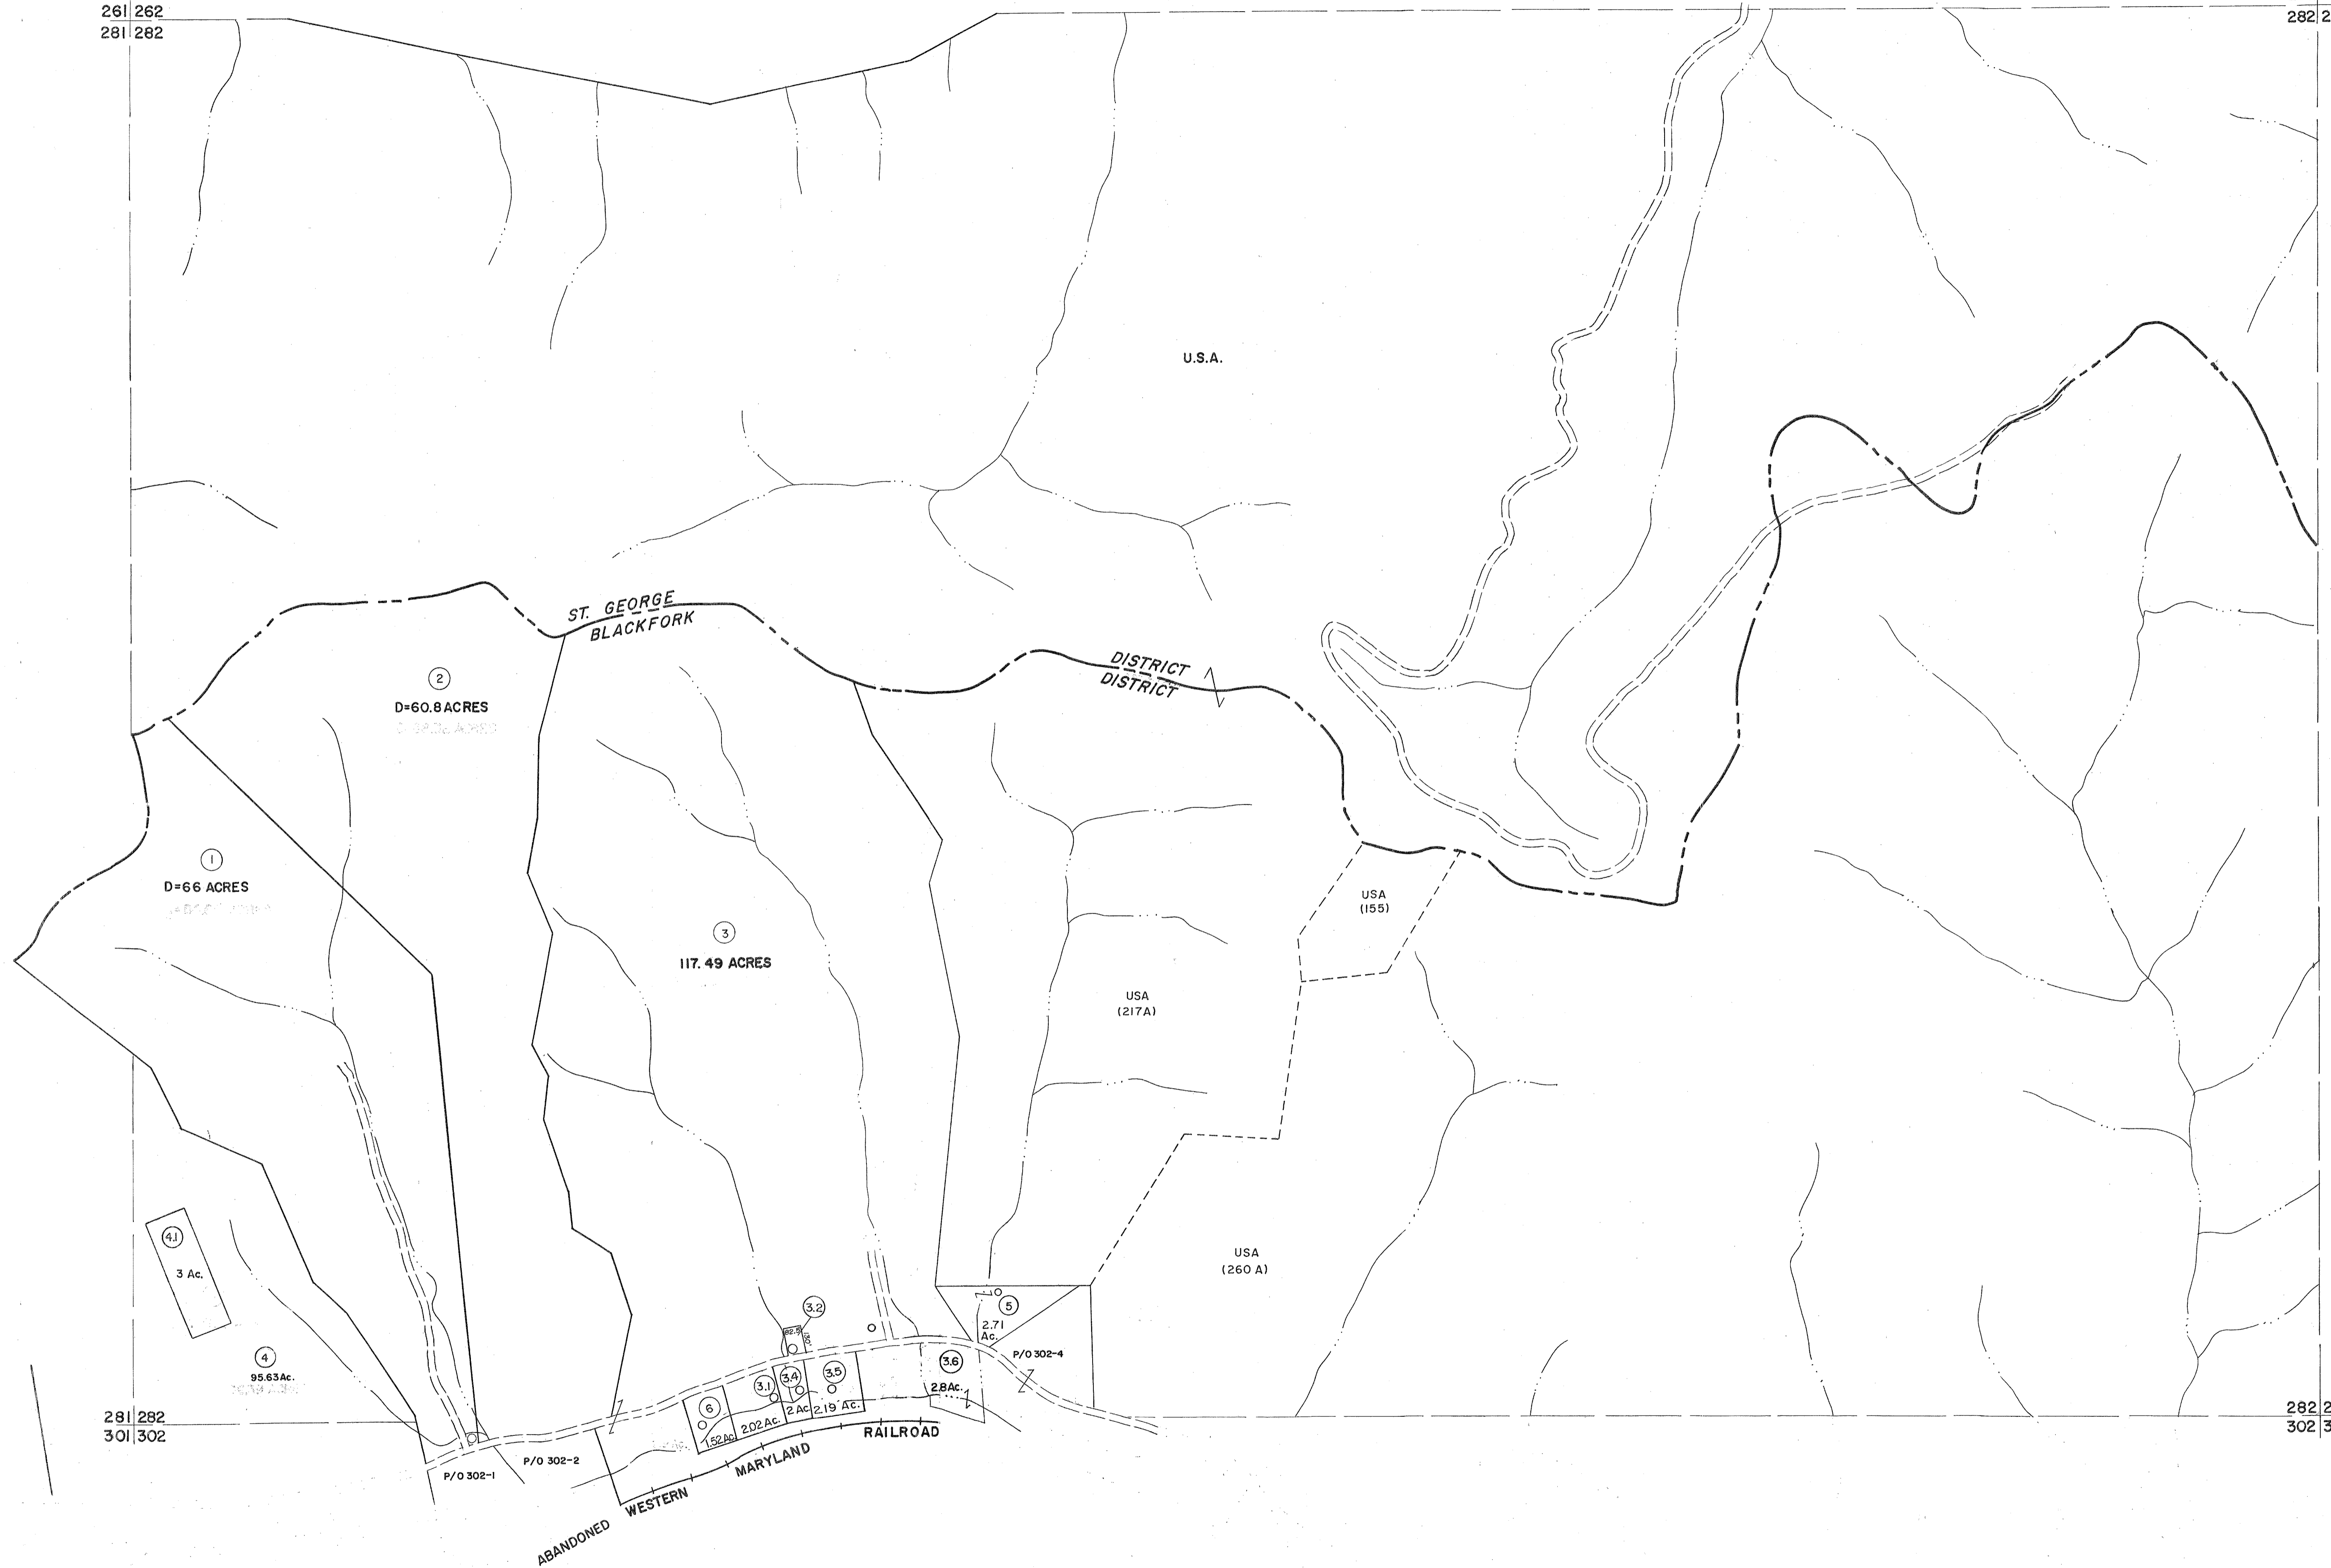 261 262
281 282
282 2
U.S.A.
ST. GEORGE
BLACKFORK
DISTRICT
DISTRICT
2
D=60.8 ACRES
1
D=66 ACRES
3
117.49 ACRES
USA
(155)
USA
(217A)
USA
(260 A)
4.1
3 Ac.
4
95.63Ac.
3.2
82.5
5
2.71
Ac.
P/O 302-4
3.6
2.8Ac.
3.5
2.19 Ac.
3.4
2 Ac.
3.1
2.02Ac.
6
1.52Ac.
281 282
301 302
282 2
302 3
P/O 302-1
P/O 302-2
ABANDONED WESTERN MARYLAND RAILROAD